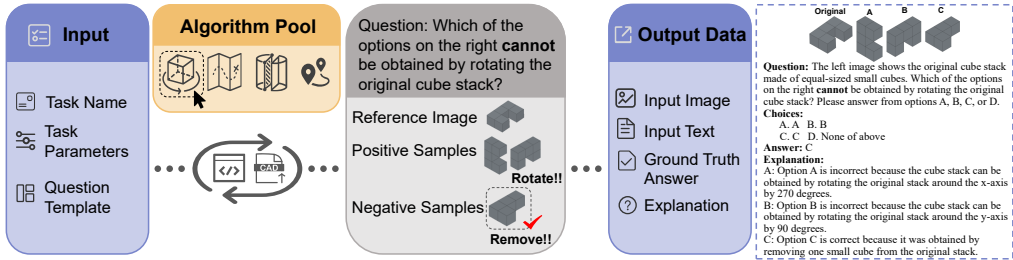 Input
Task Name
Task
Parameters
Question
Template
Algorithm Pool
</>
CAD
Question: Which of the
options on the right cannot
be obtained by rotating the
original cube stack?
Reference Image
Positive Samples
Rotate!!
Negative Samples
Remove!!
Output Data
Input Image
Input Text
Ground Truth
Answer
Explanation
Original A B C
Question: The left image shows the original cube stack
made of equal-sized small cubes. Which of the options
on the right cannot be obtained by rotating the original
cube stack? Please answer from options A, B, C, or D.
Choices:
A. A B. B
C. C D. None of above
Answer: C
Explanation:
A: Option A is incorrect because the cube stack can be
obtained by rotating the original stack around the x-axis
by 270 degrees.
B: Option B is incorrect because the cube stack can be
obtained by rotating the original stack around the y-axis
by 90 degrees.
C: Option C is correct because it was obtained by
removing one small cube from the original stack.